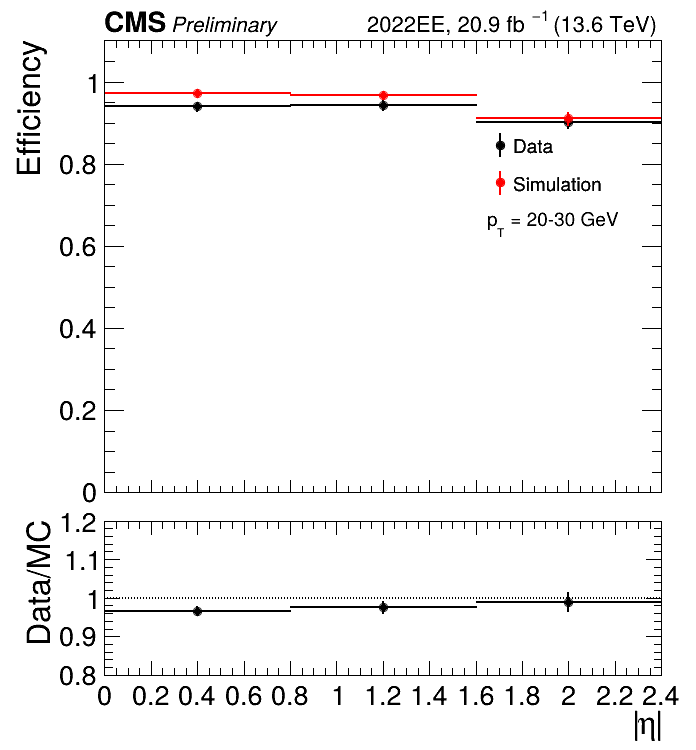 CMS Preliminary 2022EE, 20.9 fb ⁻¹ (13.6 TeV)
Efficiency
1
0.8
0.6
0.4
0.2
0
Data
Simulation
p_T = 20-30 GeV
Data/MC
1.2
1.1
1
0.9
0.8
0 0.2 0.4 0.6 0.8 1 1.2 1.4 1.6 1.8 2 2.2 2.4
|η|